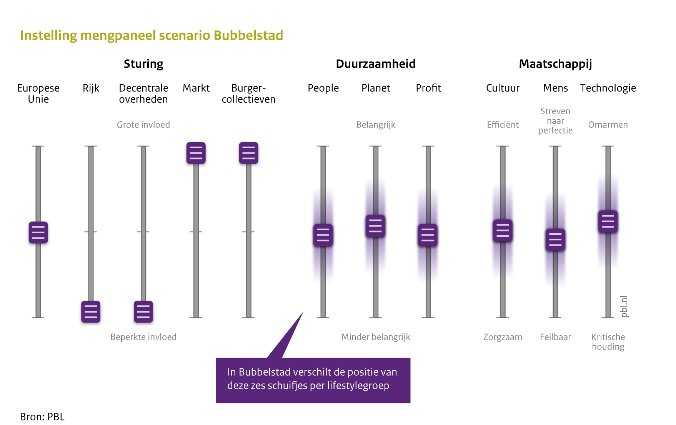 Instelling mengpaneel scenario Bubbelstad
Sturing
Duurzaamheid
Maatschappij
Europese
Unie
Rijk
Decentrale
overheden
Markt
Burger-
collectieven
People
Planet
Profit
Cultuur
Mens
Technologie
Grote invloed
Belangrijk
Efficiënt
Streven
naar
perfectie
Omarmen
Beperkte invloed
Minder belangrijk
Zorgzaam
Feilbaar
Kritische
houding
pbl.nl
In Bubbelstad verschilt de positie van
deze zes schuifjes per lifestylegroep
Bron: PBL